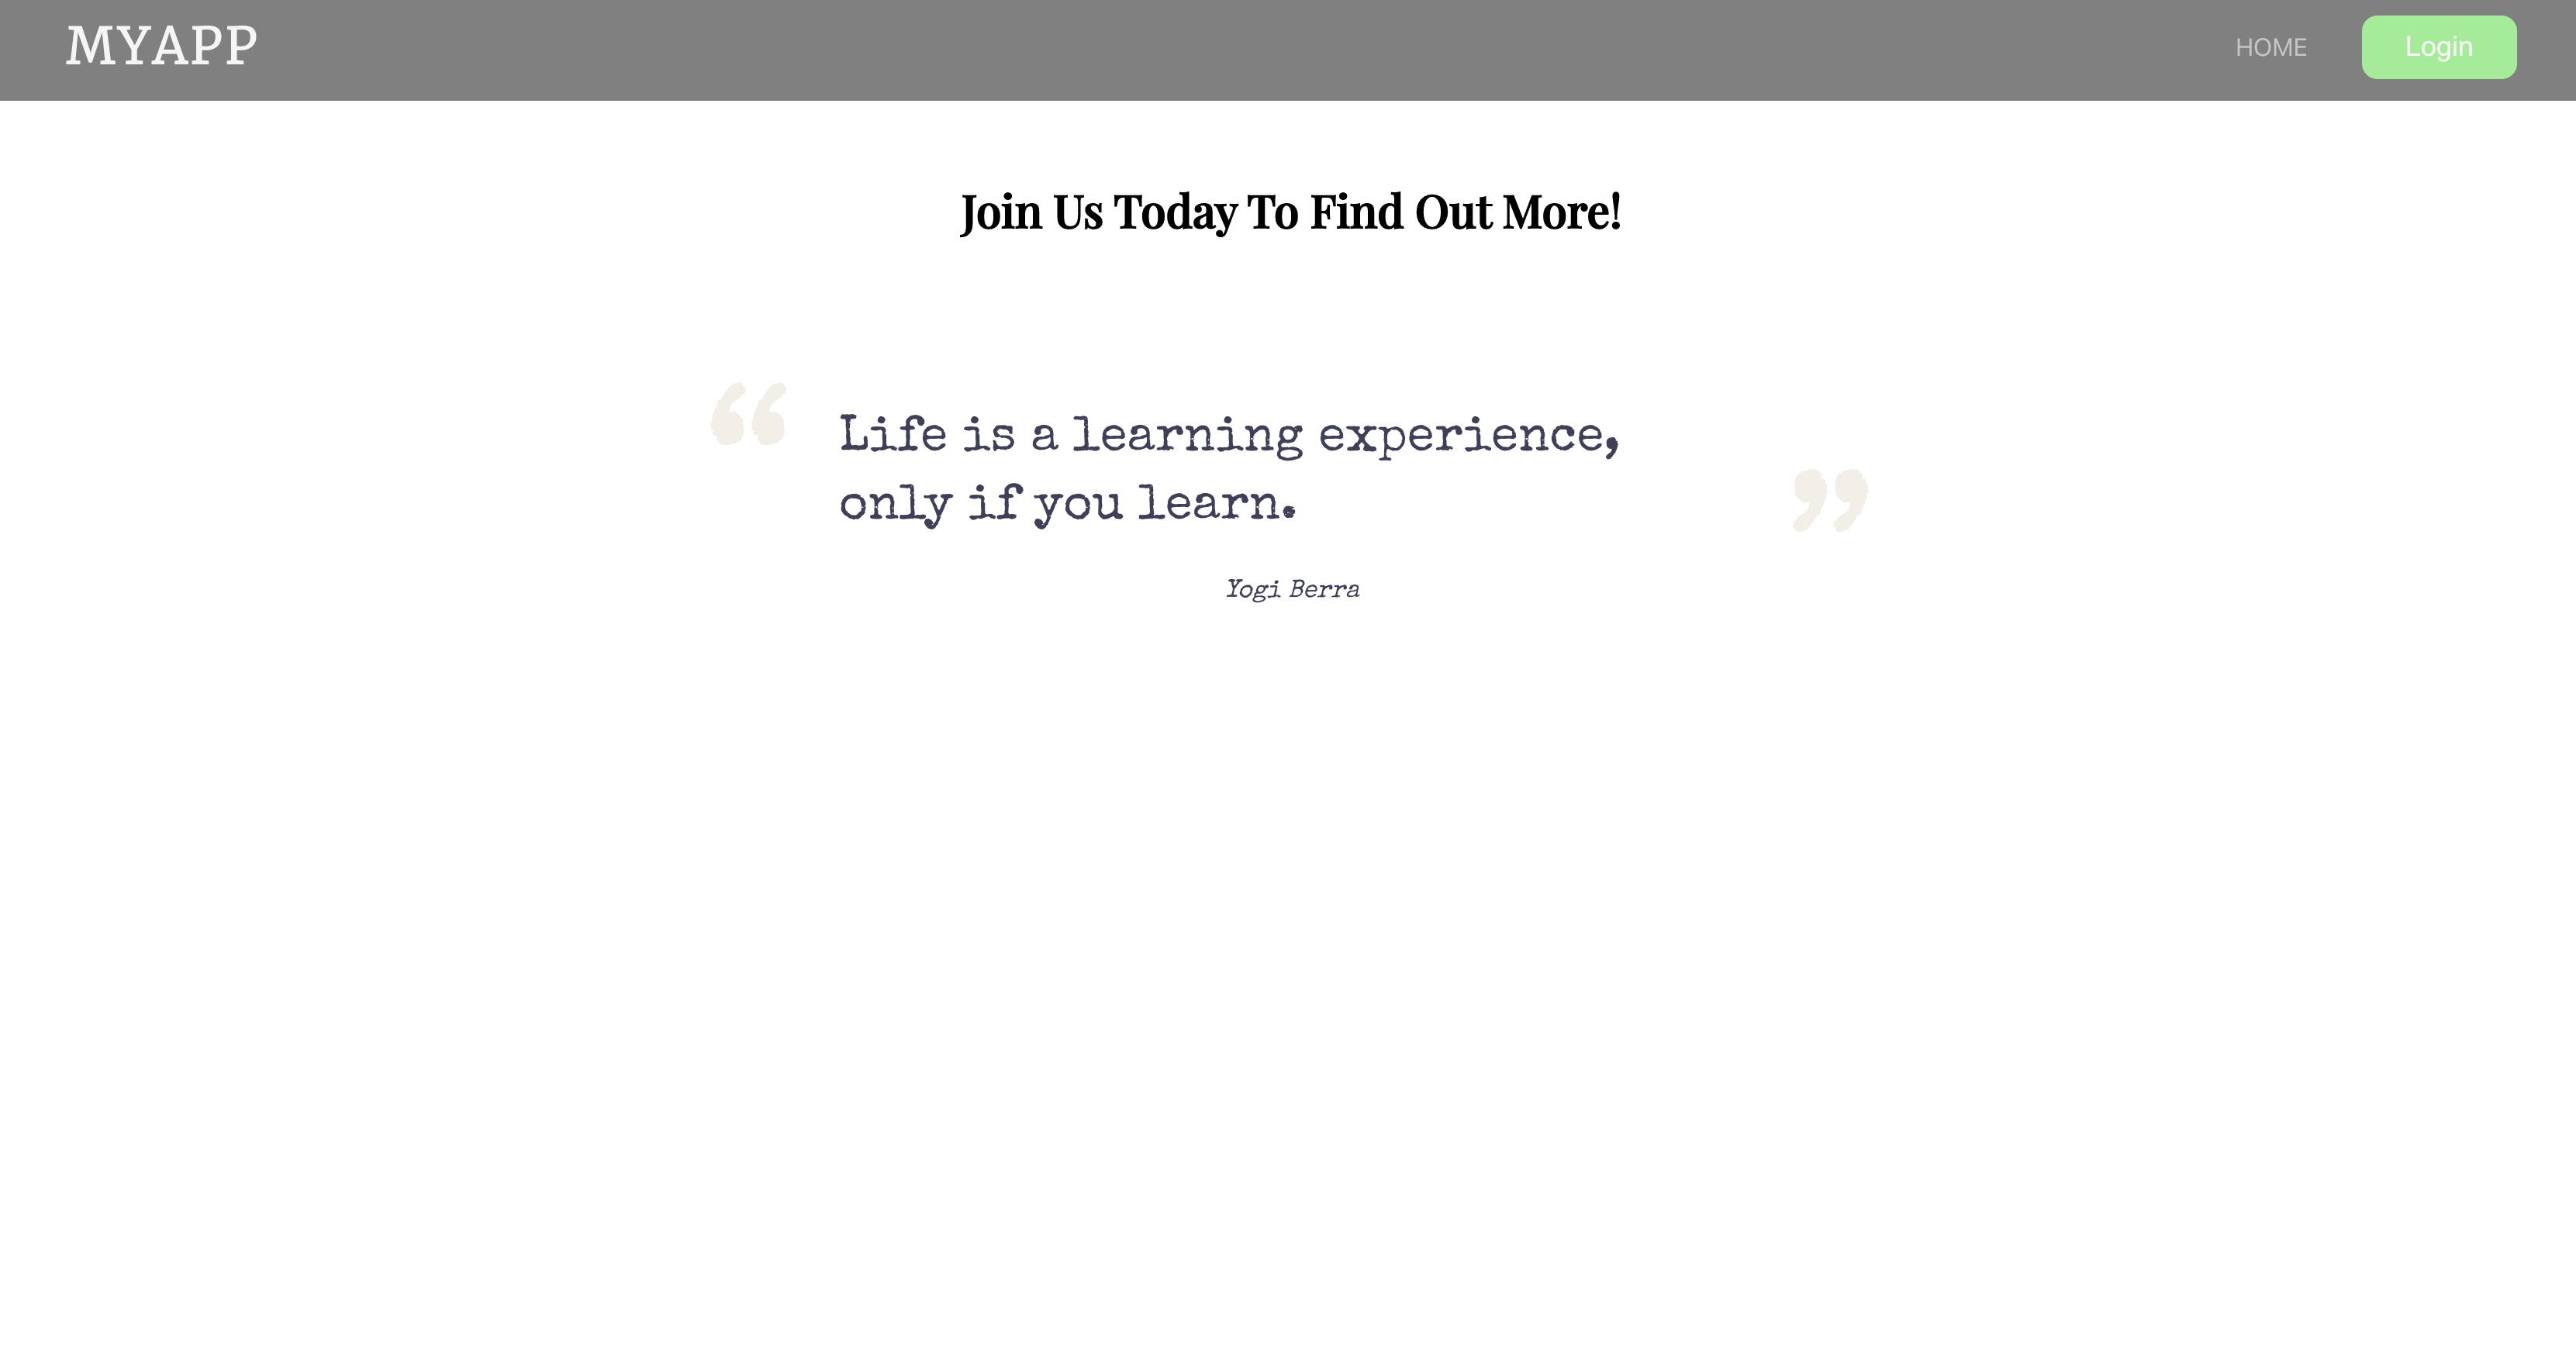 MYAPP
HOME
Login
Join Us Today To Find Out More!
“ Life is a learning experience,
only if you learn. ”
Yogi Berra